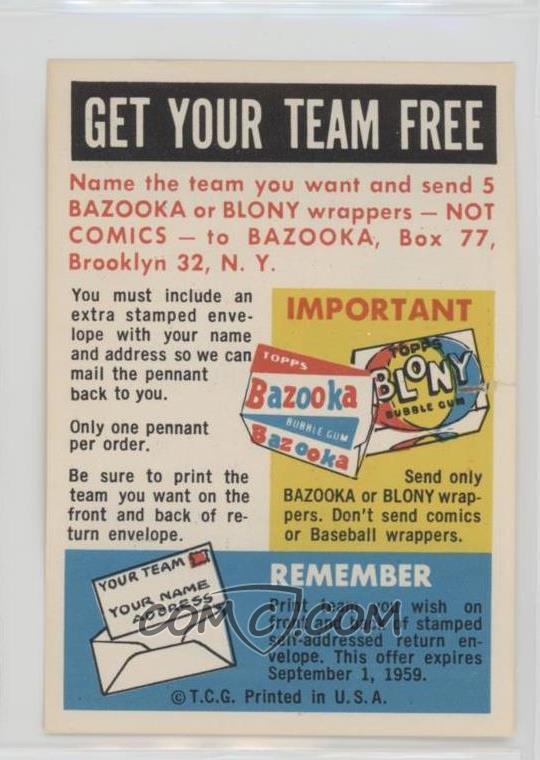 GET YOUR TEAM FREE
Name the team you want and send 5
BAZOOKA or BLONY wrappers — NOT
COMICS — to BAZOOKA, Box 77,
Brooklyn 32, N. Y.
You must include an
extra stamped enve-
lope with your name
and address so we can
mail the pennant
back to you.
Only one pennant
per order.
Be sure to print the
team you want on the
front and back of re-
turn envelope.
IMPORTANT
TOPPS
Bazooka
BUBBLE GUM
Bazooka
TOPPS
BLONY
BUBBLE GUM
Send only
BAZOOKA or BLONY wrap-
pers. Don't send comics
or Baseball wrappers.
YOUR TEAM
YOUR NAME
ADDRESS
REMEMBER
Print team you wish on
front and back of stamped
self-addressed return en-
velope. This offer expires
September 1, 1959.
© T.C.G. Printed in U. S. A.
COMC.com